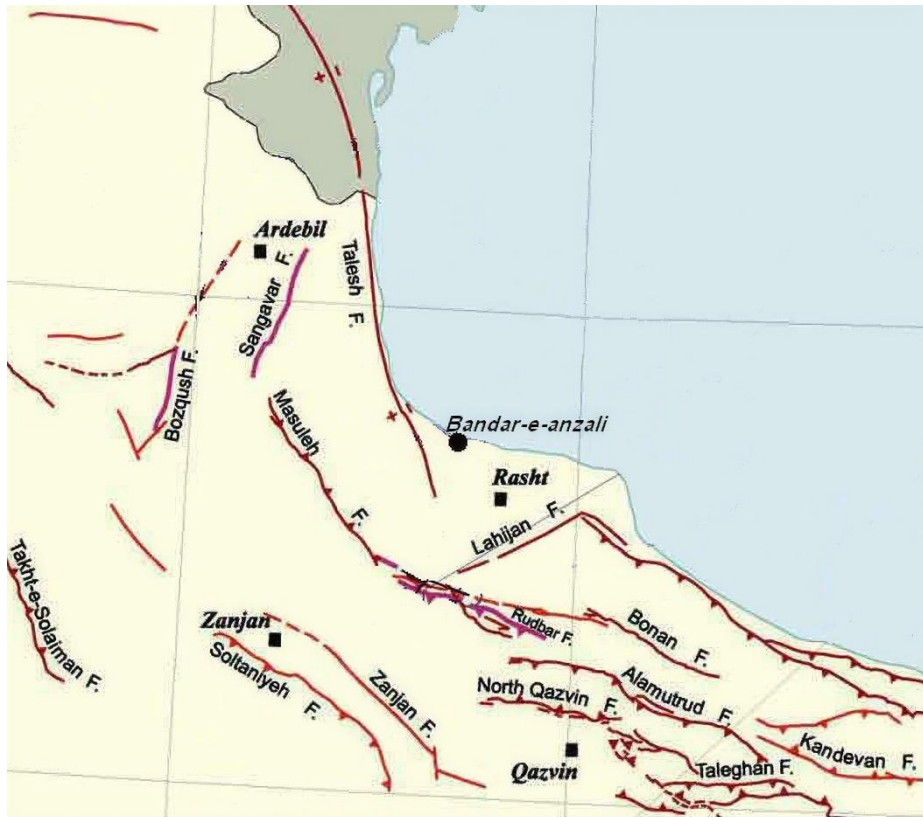 Ardebil
Talesh F.
Sangavar F.
Bozqush F.
Masuleh F.
Bandar-e-anzali
Rasht
Lahijan F.
Takht-e-Solaiman F.
Zanjan
Soltaniyeh F.
Zanjan F.
Rudbar F.
Bonan F.
Alamutrud F.
North Qazvin F.
Kandevan F.
Qazvin
Taleghan F.